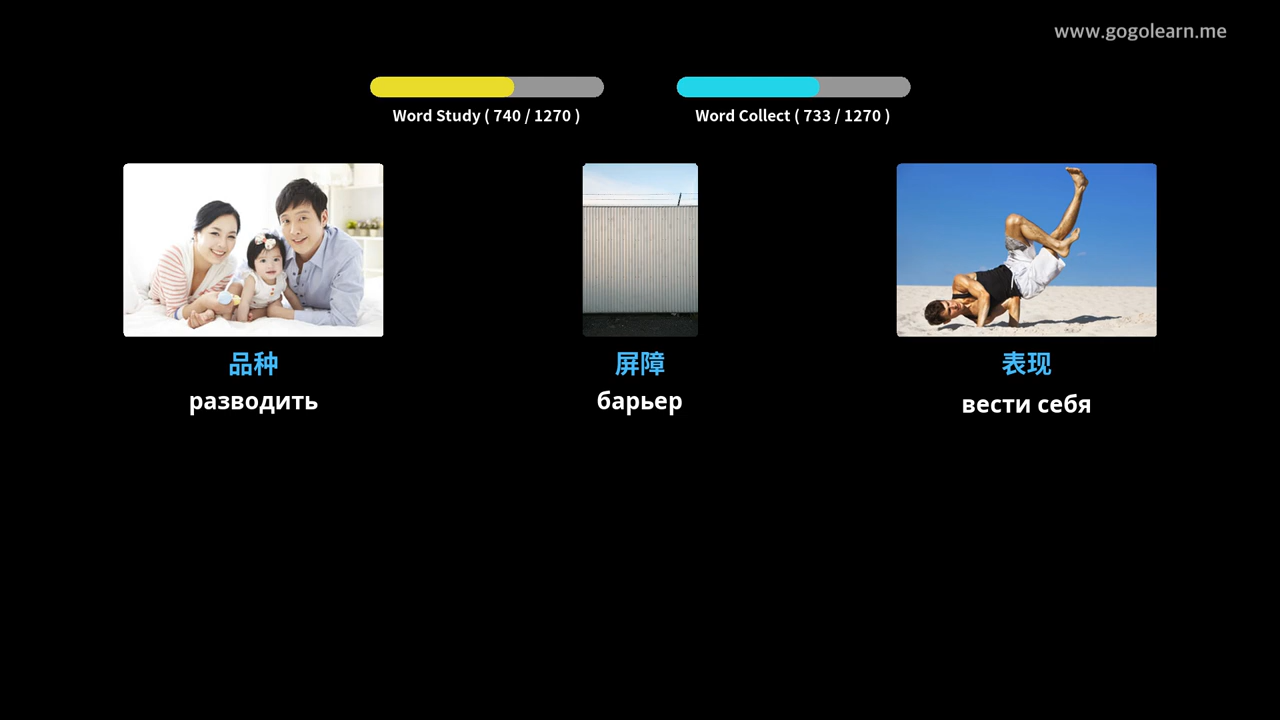 www.gogolearn.me
Word Study ( 740 / 1270 )
Word Collect ( 733 / 1270 )
品种
разводить
屏障
барьер
表现
вести себя